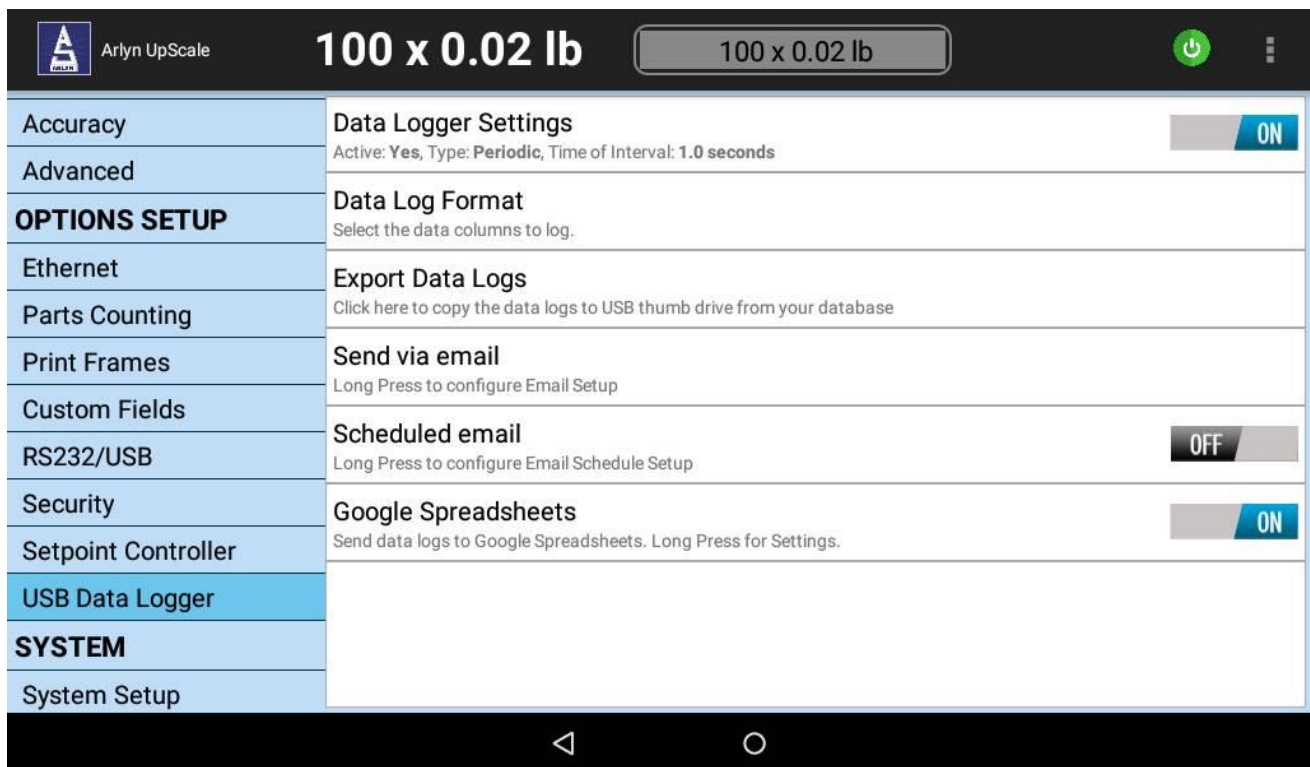 Arlyn UpScale
100 x 0.02 lb
100 x 0.02 lb
Accuracy
Advanced
OPTIONS SETUP
Ethernet
Parts Counting
Print Frames
Custom Fields
RS232/USB
Security
Setpoint Controller
USB Data Logger
SYSTEM
System Setup
Data Logger Settings
Active: Yes, Type: Periodic, Time of Interval: 1.0 seconds
ON
Data Log Format
Select the data columns to log.
Export Data Logs
Click here to copy the data logs to USB thumb drive from your database
Send via email
Long Press to configure Email Setup
Scheduled email
Long Press to configure Email Schedule Setup
OFF
Google Spreadsheets
Send data logs to Google Spreadsheets. Long Press for Settings.
ON